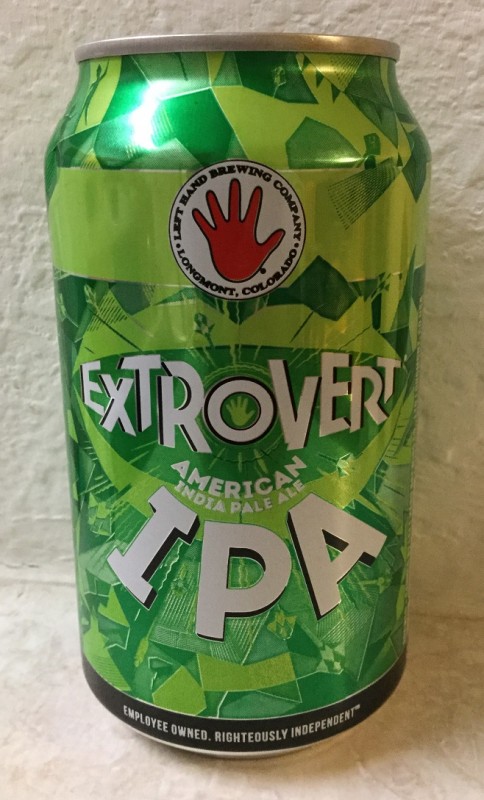 • LEFT HAND BREWING COMPANY •
LONGMONT, COLORADO
EXTROVERT
AMERICAN
INDIA PALE ALE
IPA
EMPLOYEE OWNED. RIGHTEOUSLY INDEPENDENT™